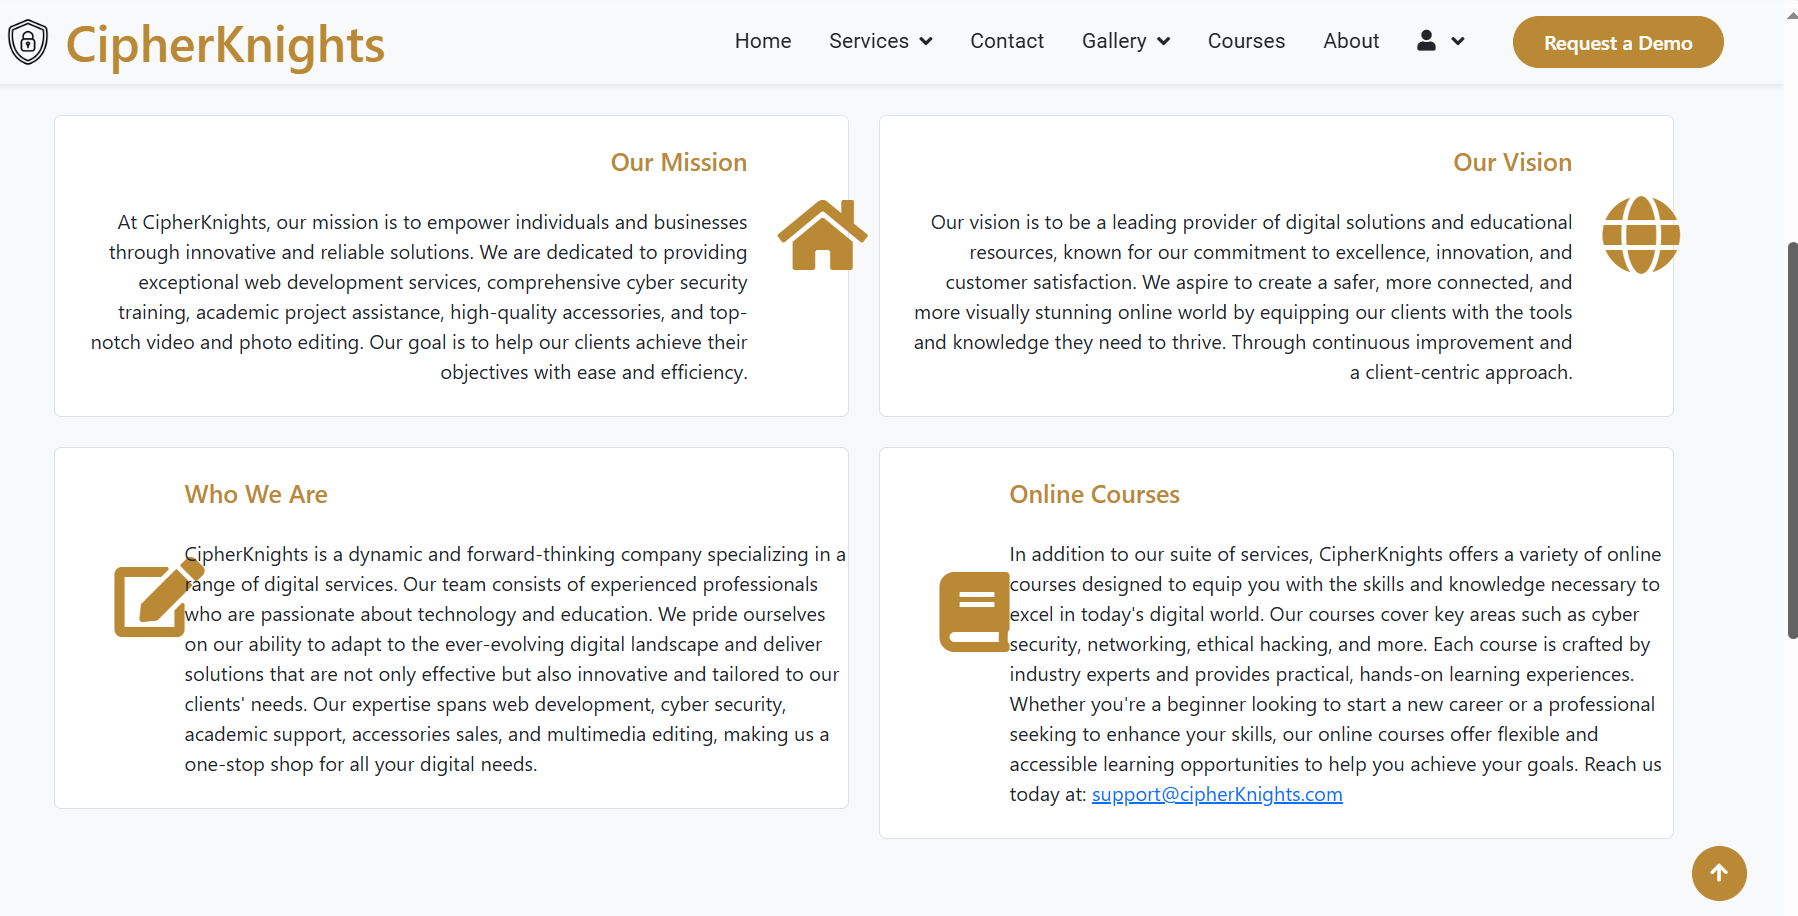 CipherKnights
Home Services Contact Gallery Courses About Request a Demo
Our Mission
At CipherKnights, our mission is to empower individuals and businesses
through innovative and reliable solutions. We are dedicated to providing
exceptional web development services, comprehensive cyber security
training, academic project assistance, high-quality accessories, and top-
notch video and photo editing. Our goal is to help our clients achieve their
objectives with ease and efficiency.
Our Vision
Our vision is to be a leading provider of digital solutions and educational
resources, known for our commitment to excellence, innovation, and
customer satisfaction. We aspire to create a safer, more connected, and
more visually stunning online world by equipping our clients with the tools
and knowledge they need to thrive. Through continuous improvement and
a client-centric approach.
Who We Are
CipherKnights is a dynamic and forward-thinking company specializing in a
range of digital services. Our team consists of experienced professionals
who are passionate about technology and education. We pride ourselves
on our ability to adapt to the ever-evolving digital landscape and deliver
solutions that are not only effective but also innovative and tailored to our
clients' needs. Our expertise spans web development, cyber security,
academic support, accessories sales, and multimedia editing, making us a
one-stop shop for all your digital needs.
Online Courses
In addition to our suite of services, CipherKnights offers a variety of online
courses designed to equip you with the skills and knowledge necessary to
excel in today's digital world. Our courses cover key areas such as cyber
security, networking, ethical hacking, and more. Each course is crafted by
industry experts and provides practical, hands-on learning experiences.
Whether you're a beginner looking to start a new career or a professional
seeking to enhance your skills, our online courses offer flexible and
accessible learning opportunities to help you achieve your goals. Reach us
today at: support@cipherKnights.com